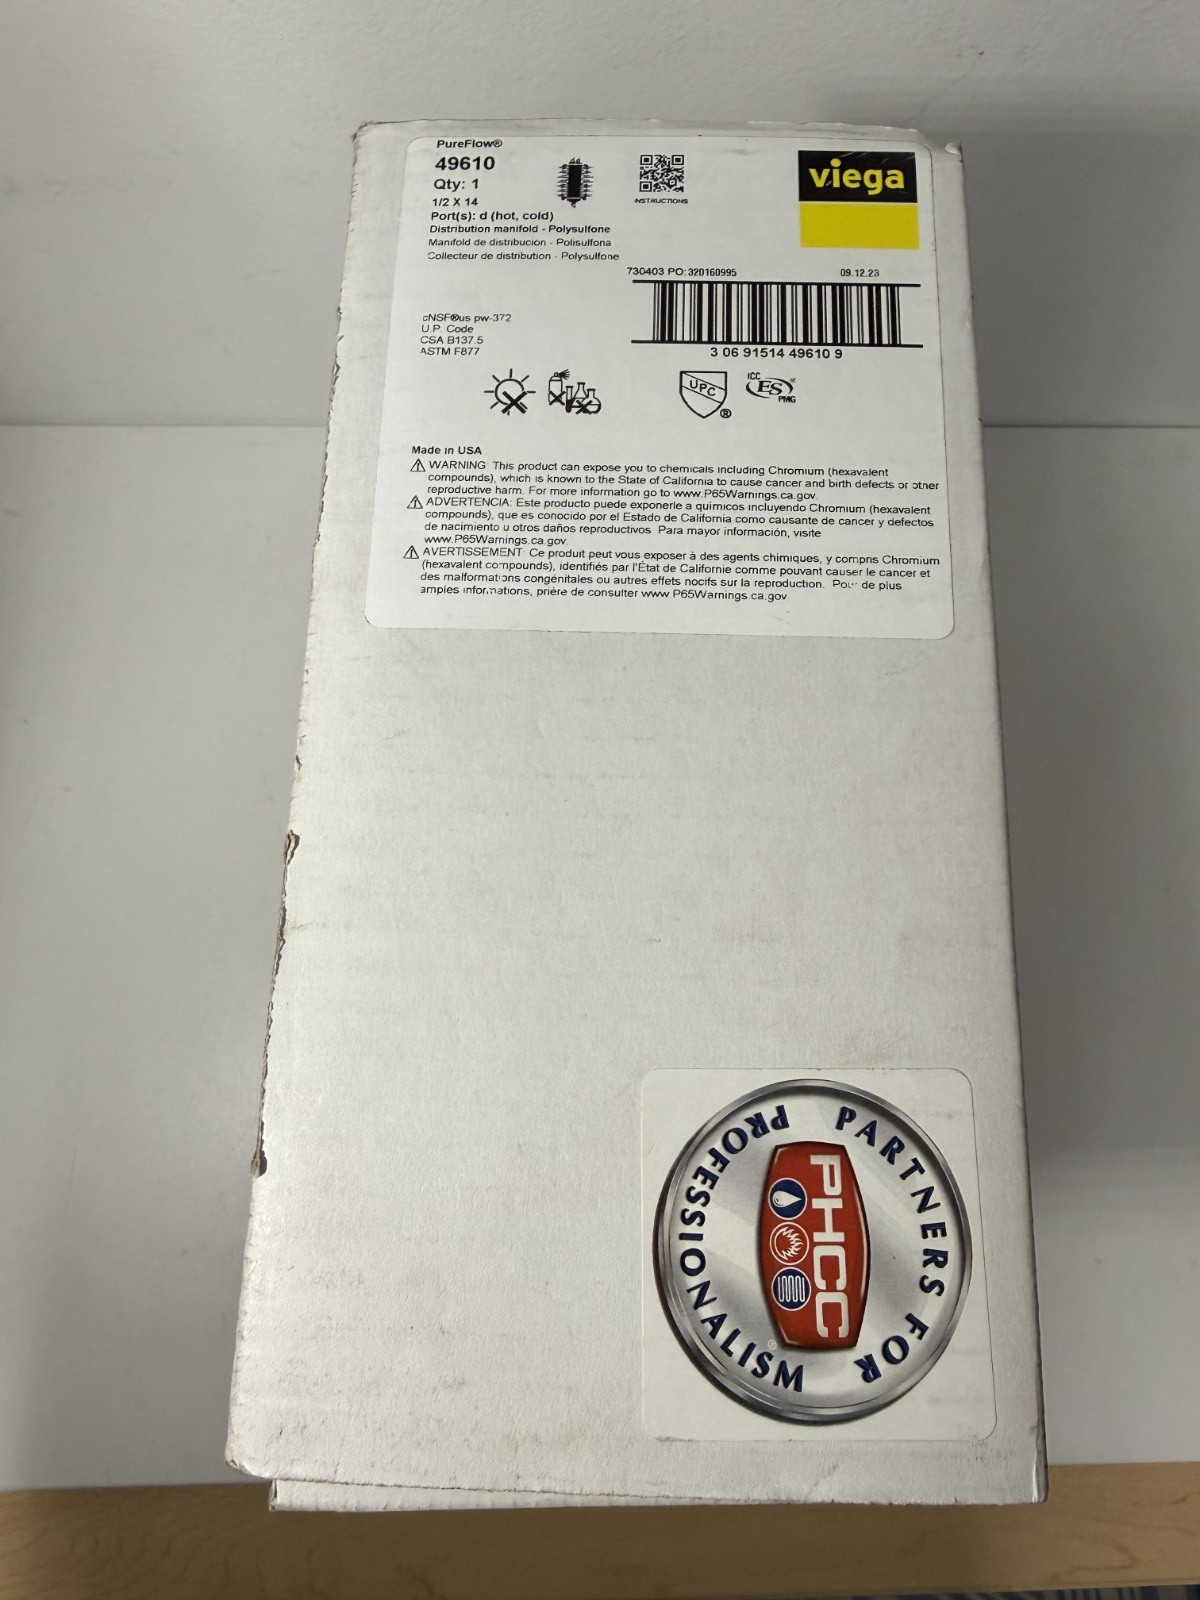 PureFlow®
49610
Qty: 1
1/2 X 14
Port(s): d (hot, cold)
Distribution manifold - Polysulfone
Manifold de distribucion - Polisulfona
Collecteur de distribution - Polysulfone
INSTRUCTIONS
viega
730403 PO:320160995 09.12.23
3 06 91514 49610 9
cNSF®us pw-372
U.P. Code
CSA B137.5
ASTM F877
UPC ®
ICC
ES ®
PMG
Made in USA
⚠ WARNING: This product can expose you to chemicals including Chromium (hexavalent
compounds), which is known to the State of California to cause cancer and birth defects or other
reproductive harm. For more information go to www.P65Warnings.ca.gov.
⚠ ADVERTENCIA: Este producto puede exponerle a quimicos incluyendo Chromium (hexavalent
compounds), que es conocido por el Estado de California como causante de cancer y defectos
de nacimiento u otros daños reproductivos. Para mayor información, visite
www.P65Warnings.ca.gov.
⚠ AVERTISSEMENT: Ce produit peut vous exposer à des agents chimiques, y compris Chromium
(hexavalent compounds), identifiés par l'État de Californie comme pouvant causer le cancer et
des malformations congénitales ou autres effets nocifs sur la reproduction. Pour de plus
amples informations, prière de consulter www.P65Warnings.ca.gov.
PARTNERS FOR
PROFESSIONALISM
PHCC
®